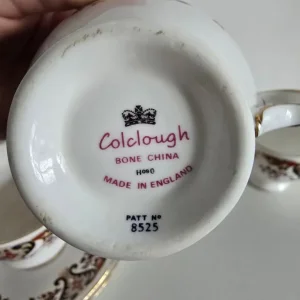 Colclough
BONE CHINA
MADE IN ENGLAND
PATT Nº
8525